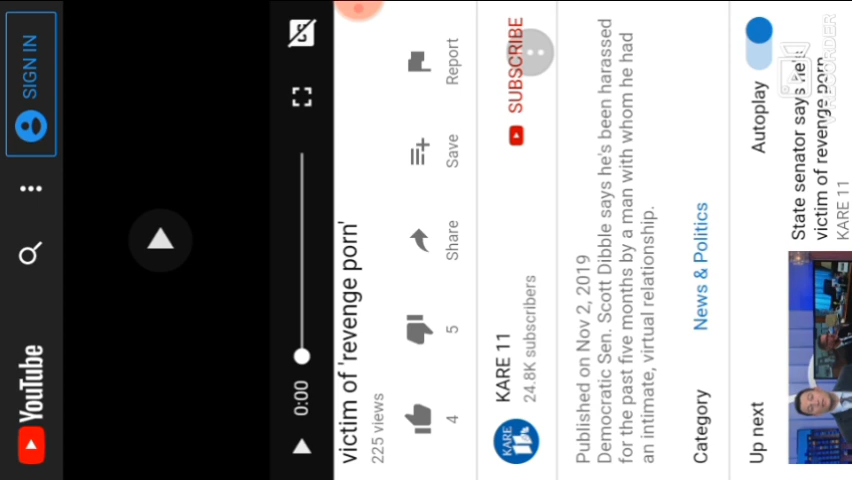 YouTube
SIGN IN
0:00
victim of 'revenge porn'
225 views
4
5
Share
Save
Report
KARE
KARE 11
24.8K subscribers
SUBSCRIBE
Published on Nov 2, 2019
Democratic Sen. Scott Dibble says he's been harassed
for the past five months by a man with whom he had
an intimate, virtual relationship.
Category
News & Politics
Up next
Autoplay
State senator says he's
victim of revenge porn
KARE 11
RECORDER